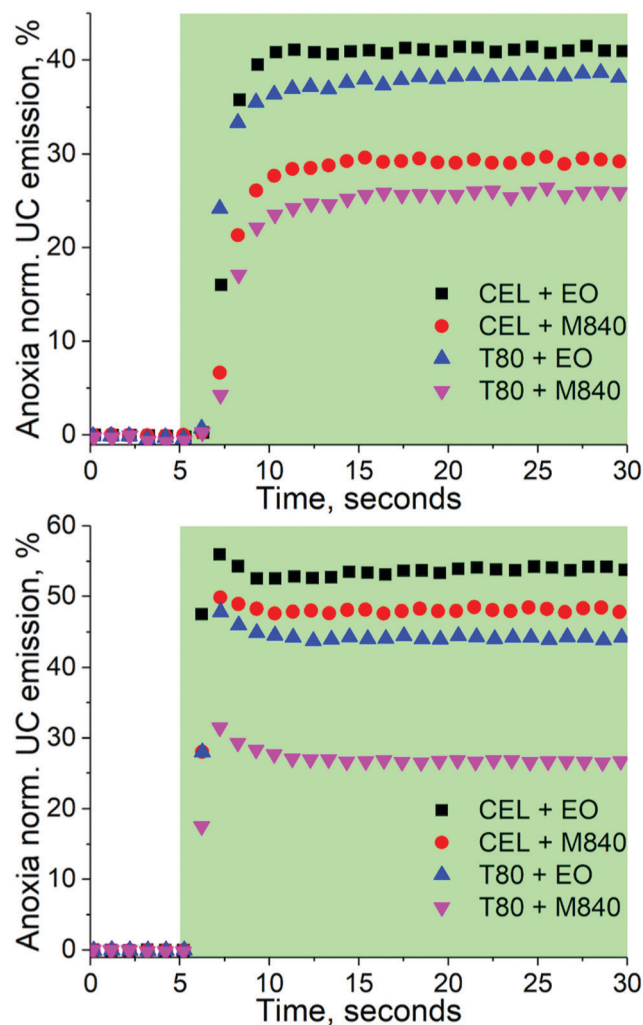 Anoxia norm. UC emission, %
40
30
20
10
0
CEL + EO
CEL + M840
T80 + EO
T80 + M840
0 5 10 15 20 25 30
Time, seconds
Anoxia norm. UC emission, %
60
50
40
30
20
10
0
CEL + EO
CEL + M840
T80 + EO
T80 + M840
0 5 10 15 20 25 30
Time, seconds